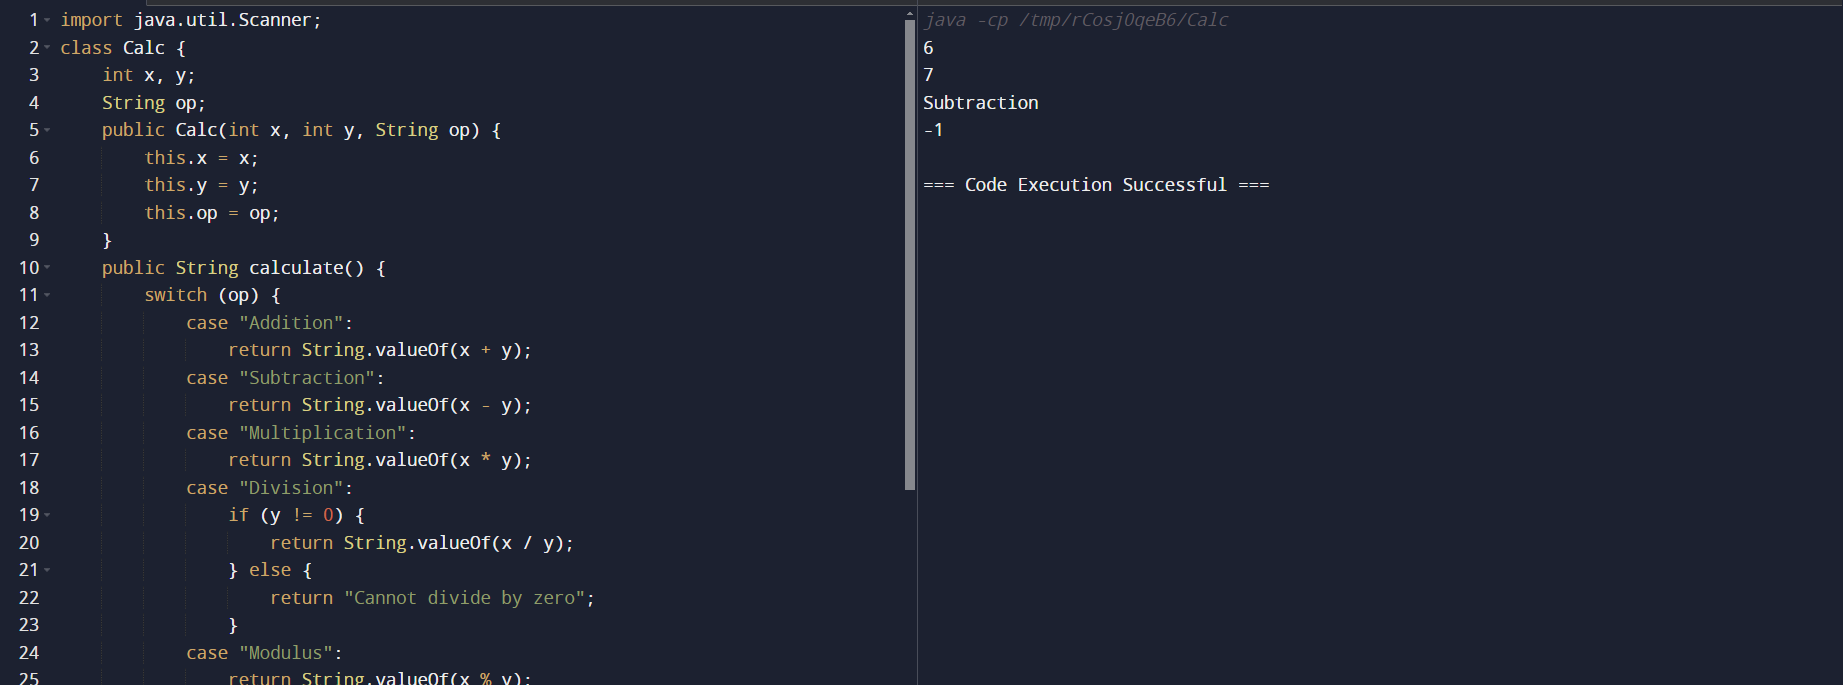 1 import java.util.Scanner;
2 class Calc {
3     int x, y;
4     String op;
5     public Calc(int x, int y, String op) {
6         this.x = x;
7         this.y = y;
8         this.op = op;
9     }
10     public String calculate() {
11         switch (op) {
12             case "Addition":
13                 return String.valueOf(x + y);
14             case "Subtraction":
15                 return String.valueOf(x - y);
16             case "Multiplication":
17                 return String.valueOf(x * y);
18             case "Division":
19                 if (y != 0) {
20                     return String.valueOf(x / y);
21                 } else {
22                     return "Cannot divide by zero";
23                 }
24             case "Modulus":
25                 return String.valueOf(x % y);
java -cp /tmp/rCosjOqeB6/Calc
6
7
Subtraction
-1
=== Code Execution Successful ===